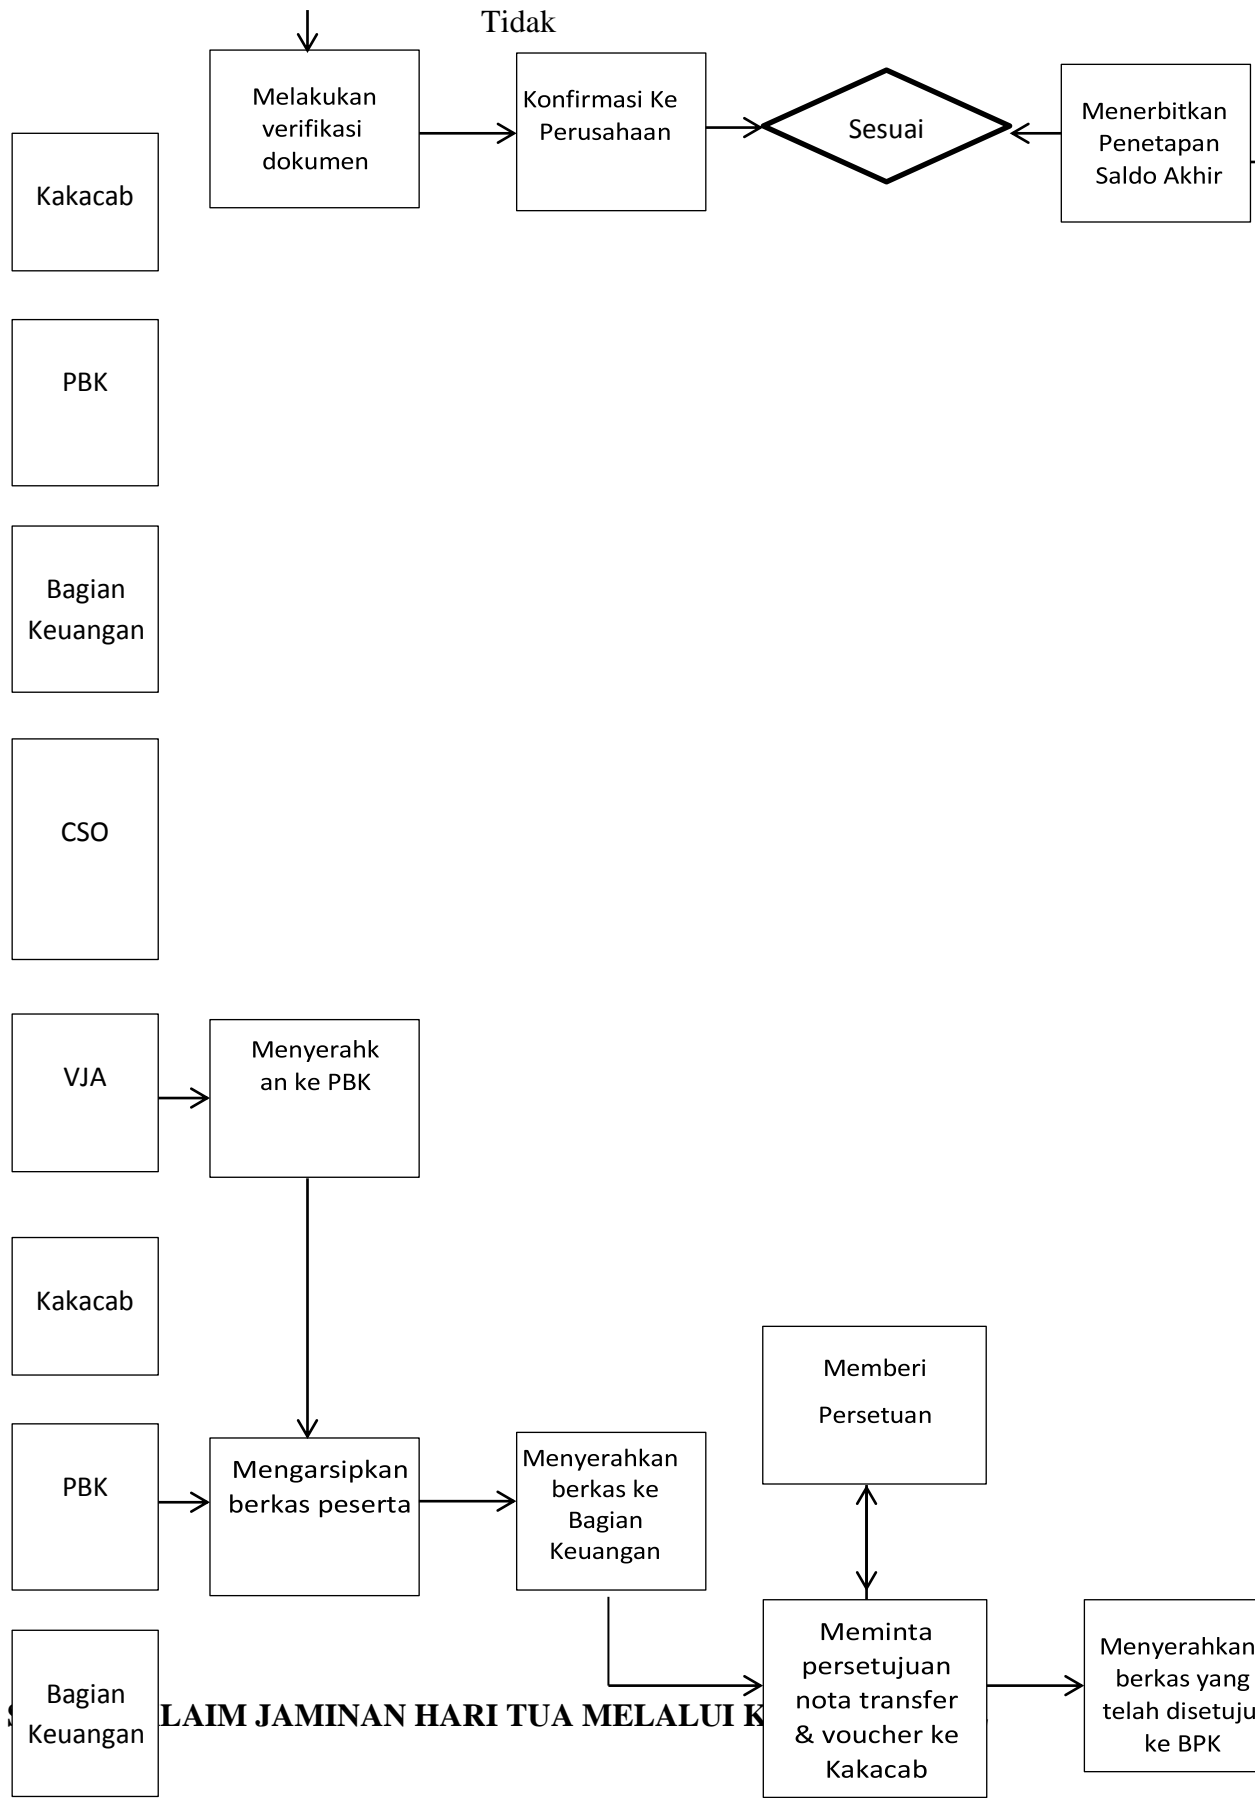 Tidak
Melakukan
verifikasi
dokumen
Konfirmasi Ke
Perusahaan
Sesuai
Menerbitkan
Penetapan
Saldo Akhir
Kakacab
PBK
Bagian
Keuangan
CSO
VJA
Menyerahk
an ke PBK
Kakacab
Memberi
Persetuan
PBK
Mengarsipkan
berkas peserta
Menyerahkan
berkas ke
Bagian
Keuangan
Meminta
persetujuan
nota transfer
& voucher ke
Kakacab
Menyerahkan
berkas yang
telah disetuju
ke BPK
Bagian
Keuangan
LAIM JAMINAN HARI TUA MELALUI K